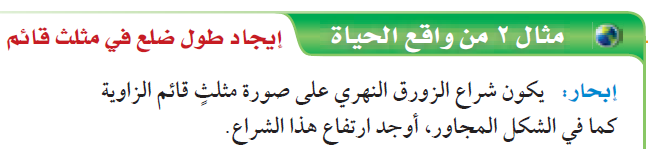 مثال ٢ من واقع الحياة إيجاد طول ضلع في مثلث قائم
إبحار: يكون شراع الزورق النهري على صورة مثلثٍ قائم الزاوية
كما في الشكل المجاور، أوجد ارتفاع هذا الشراع.